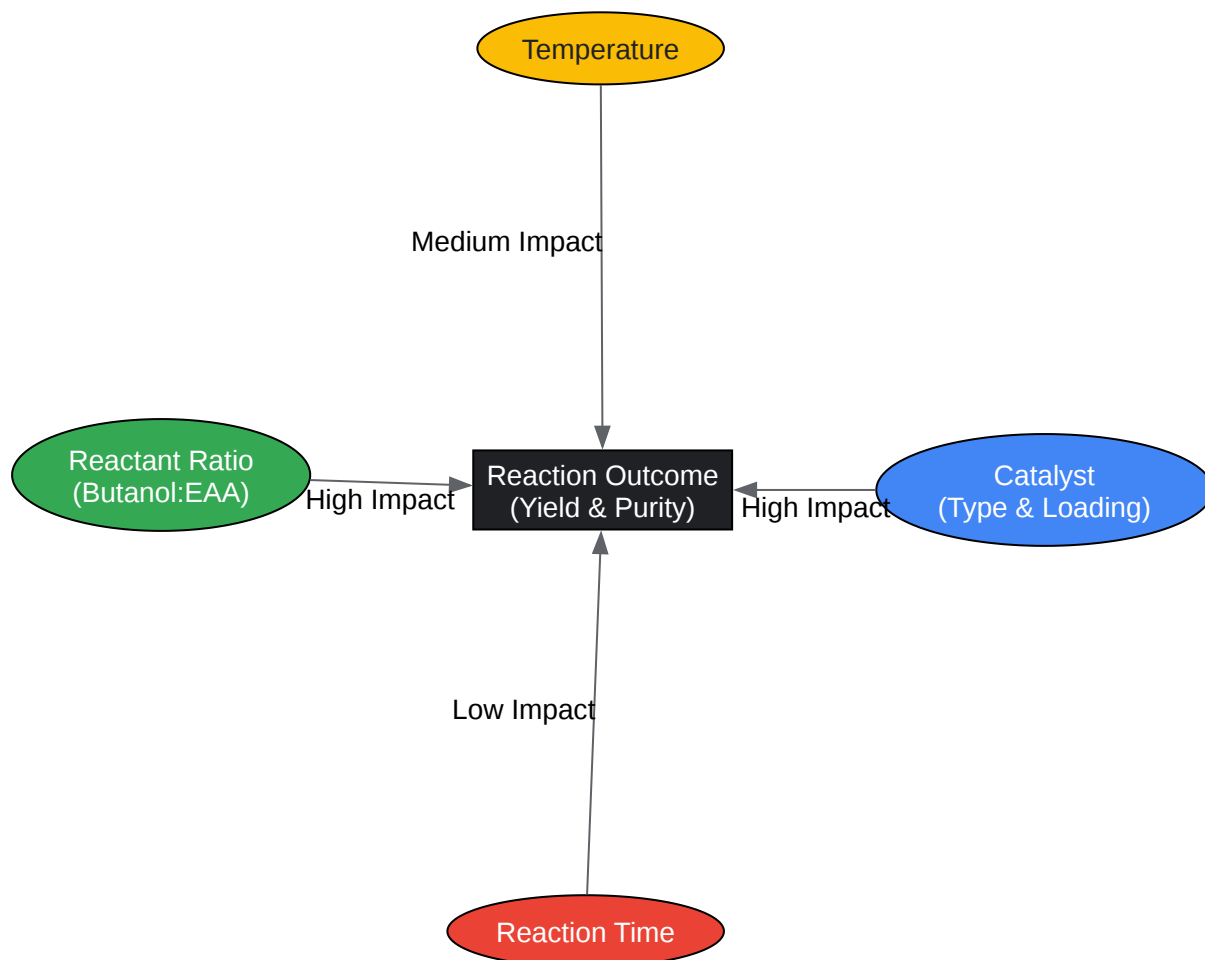 Temperature
Medium Impact
Reactant Ratio
(Butanol:EAA)
High Impact
Reaction Outcome
(Yield & Purity)
High Impact
Catalyst
(Type & Loading)
Low Impact
Reaction Time